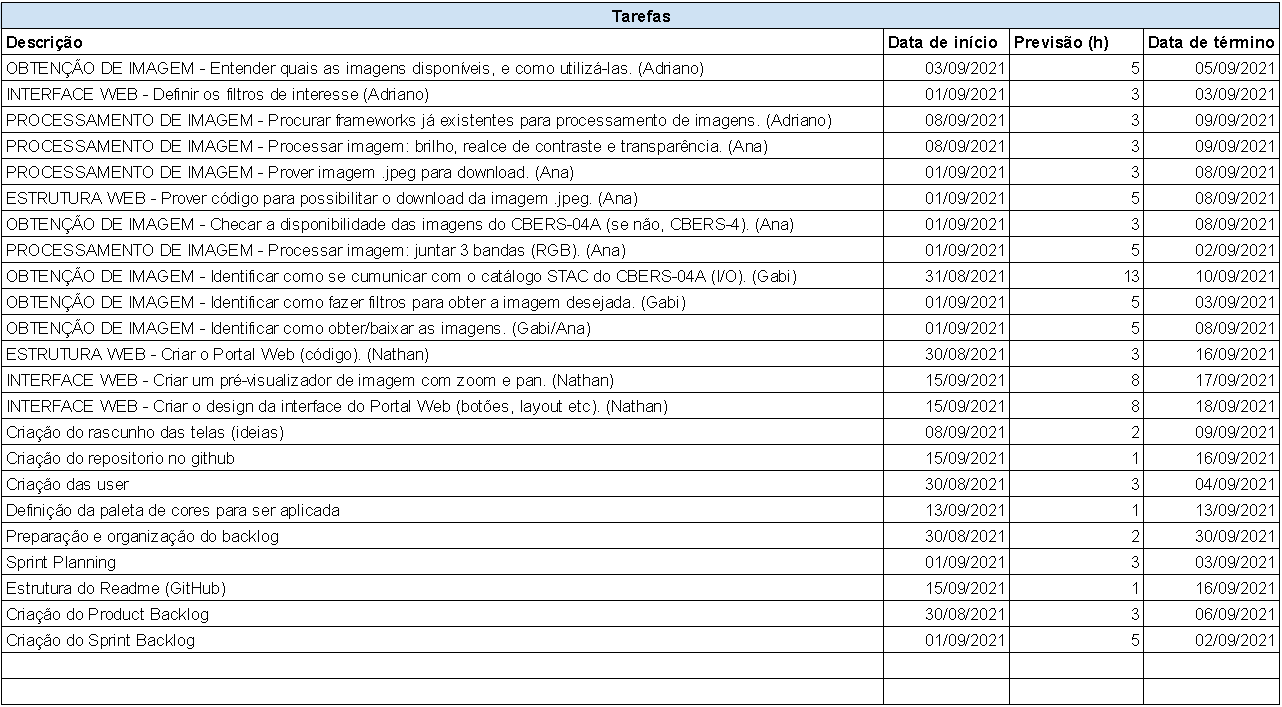 Tarefas
Descrição Data de início Previsão (h) Data de término
OBTENÇÃO DE IMAGEM - Entender quais as imagens disponíveis, e como utilizá-las. (Adriano) 03/09/2021 5 05/09/2021
INTERFACE WEB - Definir os filtros de interesse (Adriano) 01/09/2021 3 03/09/2021
PROCESSAMENTO DE IMAGEM - Procurar frameworks já existentes para processamento de imagens. (Adriano) 08/09/2021 3 09/09/2021
PROCESSAMENTO DE IMAGEM - Processar imagem: brilho, realce de contraste e transparência. (Ana) 08/09/2021 3 09/09/2021
PROCESSAMENTO DE IMAGEM - Prover imagem .jpeg para download. (Ana) 01/09/2021 3 08/09/2021
ESTRUTURA WEB - Prover código para possibilitar o download da imagem .jpeg. (Ana) 01/09/2021 5 08/09/2021
OBTENÇÃO DE IMAGEM - Checar a disponibilidade das imagens do CBERS-04A (se não, CBERS-4). (Ana) 01/09/2021 3 08/09/2021
PROCESSAMENTO DE IMAGEM - Processar imagem: juntar 3 bandas (RGB). (Ana) 01/09/2021 5 02/09/2021
OBTENÇÃO DE IMAGEM - Identificar como se cumunicar com o catálogo STAC do CBERS-04A (I/O). (Gabi) 31/08/2021 13 10/09/2021
OBTENÇÃO DE IMAGEM - Identificar como fazer filtros para obter a imagem desejada. (Gabi) 01/09/2021 5 03/09/2021
OBTENÇÃO DE IMAGEM - Identificar como obter/baixar as imagens. (Gabi/Ana) 01/09/2021 5 08/09/2021
ESTRUTURA WEB - Criar o Portal Web (código). (Nathan) 30/08/2021 3 16/09/2021
INTERFACE WEB - Criar um pré-visualizador de imagem com zoom e pan. (Nathan) 15/09/2021 8 17/09/2021
INTERFACE WEB - Criar o design da interface do Portal Web (botões, layout etc). (Nathan) 15/09/2021 8 18/09/2021
Criação do rascunho das telas (ideias) 08/09/2021 2 09/09/2021
Criação do repositorio no github 15/09/2021 1 16/09/2021
Criação das user 30/08/2021 3 04/09/2021
Definição da paleta de cores para ser aplicada 13/09/2021 1 13/09/2021
Preparação e organização do backlog 30/08/2021 2 30/09/2021
Sprint Planning 01/09/2021 3 03/09/2021
Estrutura do Readme (GitHub) 15/09/2021 1 16/09/2021
Criação do Product Backlog 30/08/2021 3 06/09/2021
Criação do Sprint Backlog 01/09/2021 5 02/09/2021